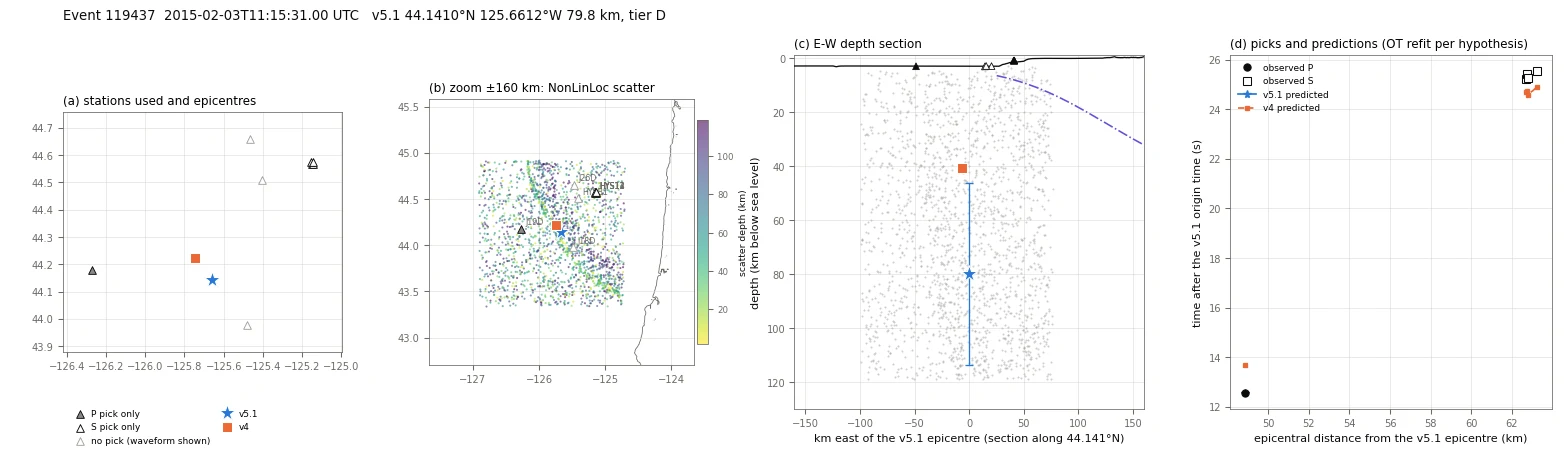 Event 119437  2015-02-03T11:15:31.00 UTC   v5.1 44.1410°N 125.6612°W 79.8 km, tier D
(a) stations used and epicentres
44.7
44.6
44.5
44.4
44.3
44.2
44.1
44.0
43.9
−126.4 −126.2 −126.0 −125.8 −125.6 −125.4 −125.2 −125.0
P pick only
S pick only
no pick (waveform shown)
v5.1
v4
(b) zoom ±160 km: NonLinLoc scatter
45.5
45.0
44.5
44.0
43.5
43.0
−127 −126 −125 −124
100
80
60
40
20
scatter depth (km)
(c) E-W depth section
0
20
40
60
80
100
120
depth (km below sea level)
−150 −100 −50 0 50 100 150
km east of the v5.1 epicentre (section along 44.141°N)
(d) picks and predictions (OT refit per hypothesis)
observed P
observed S
v5.1 predicted
v4 predicted
26
24
22
20
18
16
14
12
time after the v5.1 origin time (s)
50 52 54 56 58 60 62
epicentral distance from the v5.1 epicentre (km)